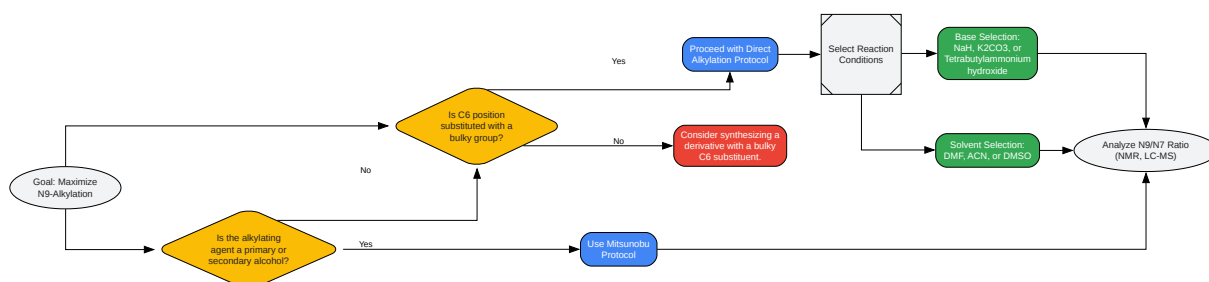 Goal: Maximize
N9-Alkylation
Is the alkylating
agent a primary or
secondary alcohol?
No
Yes
Is C6 position
substituted with a
bulky group?
Yes
No
Use Mitsunobu
Protocol
Proceed with Direct
Alkylation Protocol
Consider synthesizing a
derivative with a bulky
C6 substituent.
Select Reaction
Conditions
Base Selection:
NaH, K2CO3, or
Tetrabutylammonium
hydroxide
Solvent Selection:
DMF, ACN, or DMSO
Analyze N9/N7 Ratio
(NMR, LC-MS)